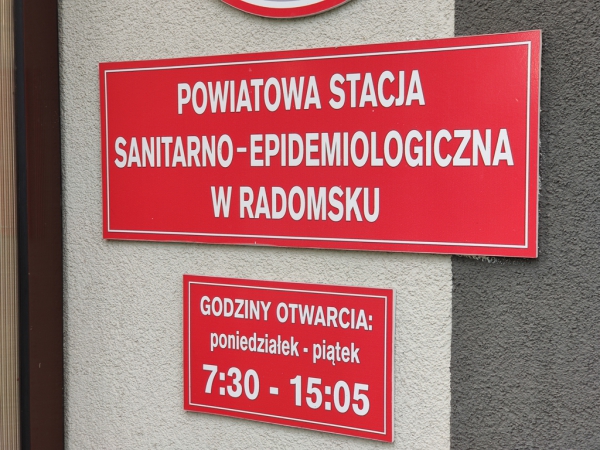 POWIATOWA STACJA
SANITARNO-EPIDEMIOLOGICZNA
W RADOMSKU
GODZINY OTWARCIA:
poniedziałek - piątek
7:30 - 15:05